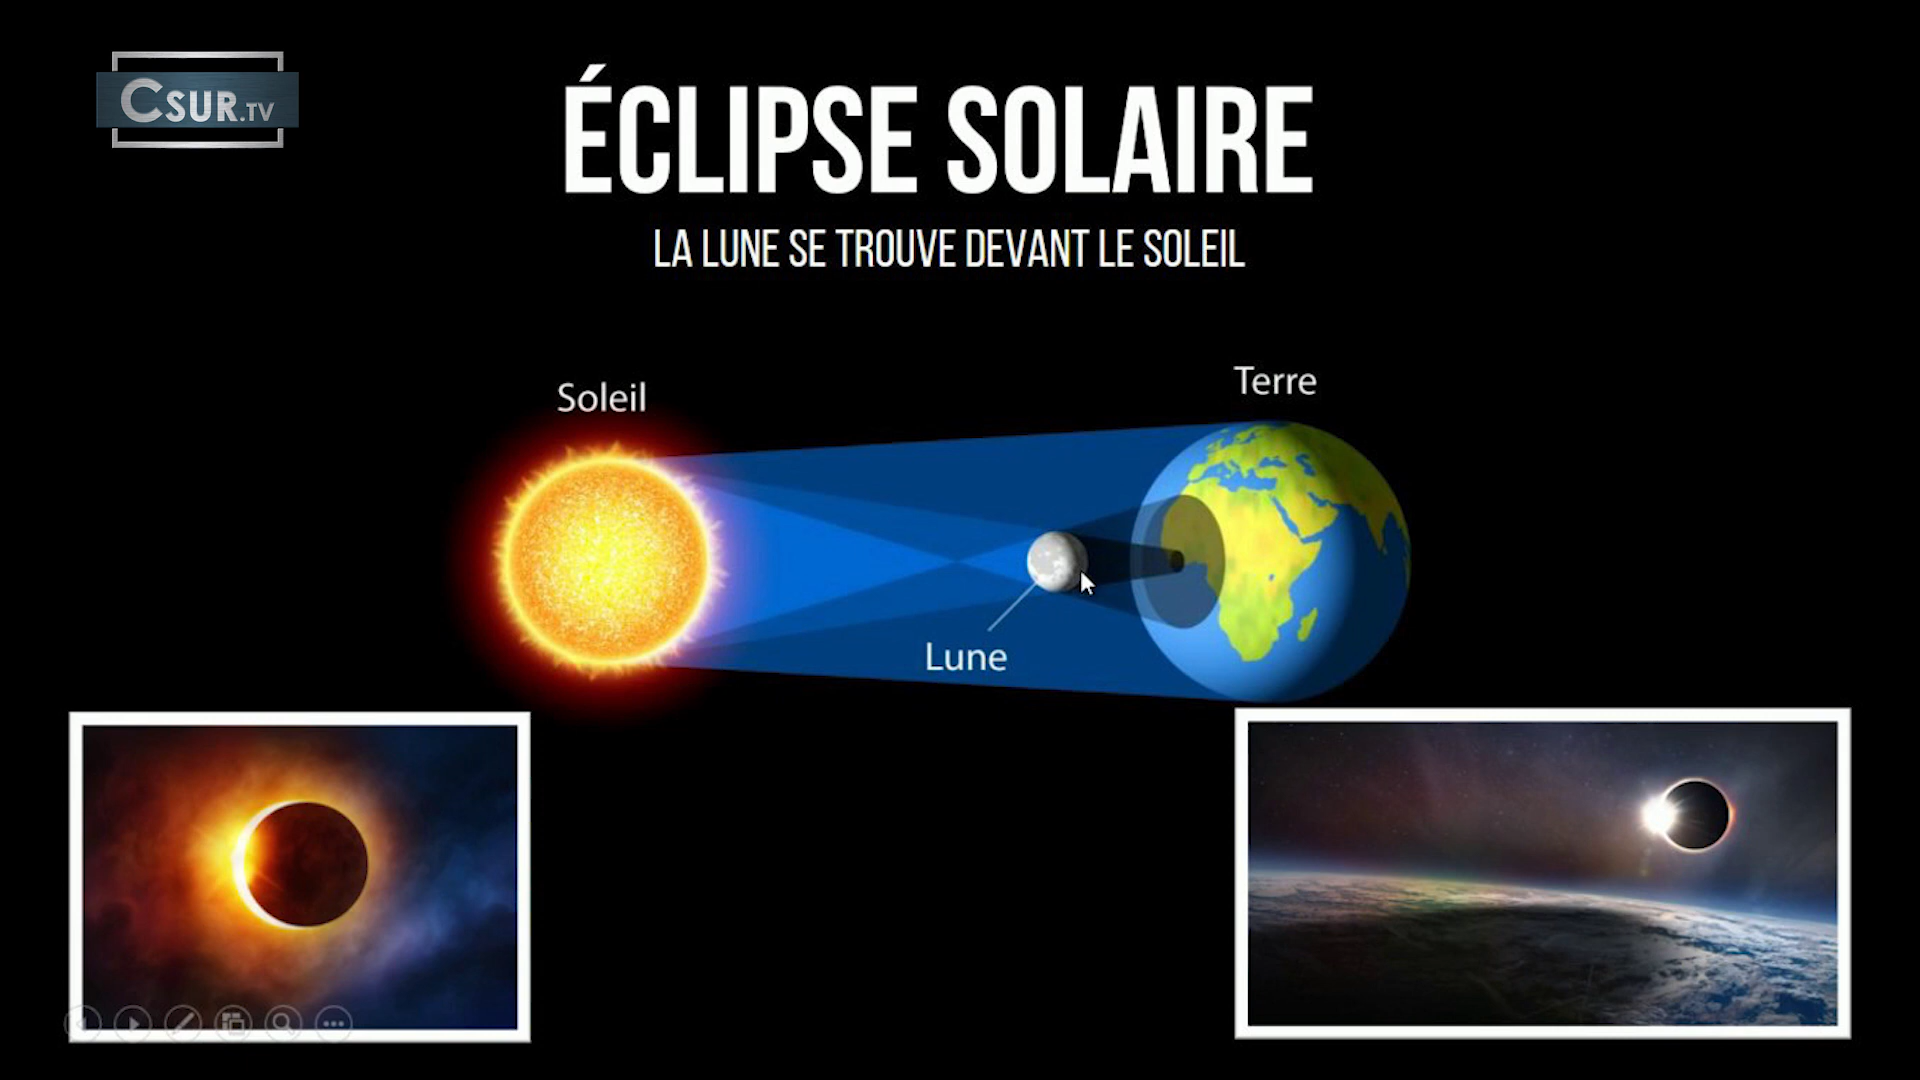 CSUR.TV
ÉCLIPSE SOLAIRE
LA LUNE SE TROUVE DEVANT LE SOLEIL
Soleil
Terre
Lune